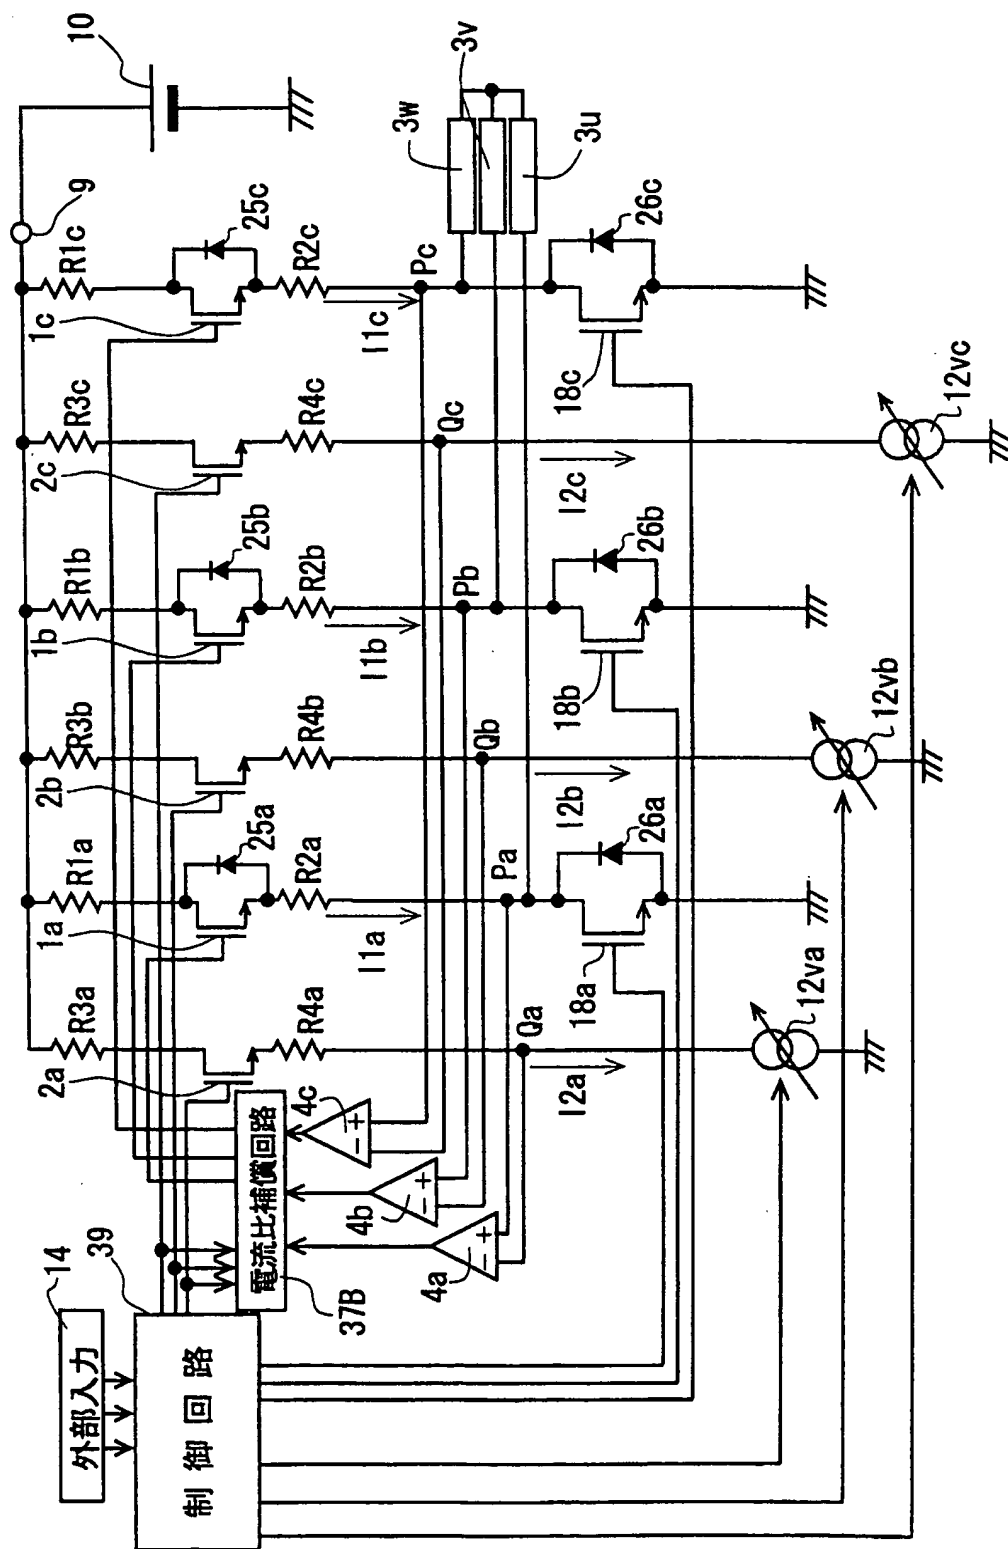 10
9
3v
3w
3u
R1c
25c
1c
R2c
Pc
I1c
26c
18c
R3c
2c
R4c
Qc
I2c
12vc
R1b
25b
1b
R2b
Pb
I1b
26b
18b
R3b
2b
R4b
Qb
I2b
12vb
R1a
25a
1a
R2a
Pa
I1a
26a
18a
R3a
2a
R4a
Qa
I2a
12va
4c
- +
4b
- +
4a
- +
電流比補償回路
37B
39
14
外部入力
制御回路